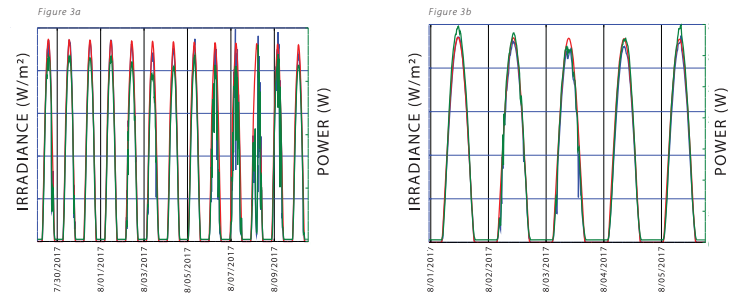 Figure 3a
IRRADIANCE (W/m²)
POWER (W)
7/30/2017
8/01/2017
8/03/2017
8/05/2017
8/07/2017
8/09/2017
Figure 3b
IRRADIANCE (W/m²)
POWER (W)
8/01/2017
8/02/2017
8/03/2017
8/04/2017
8/05/2017